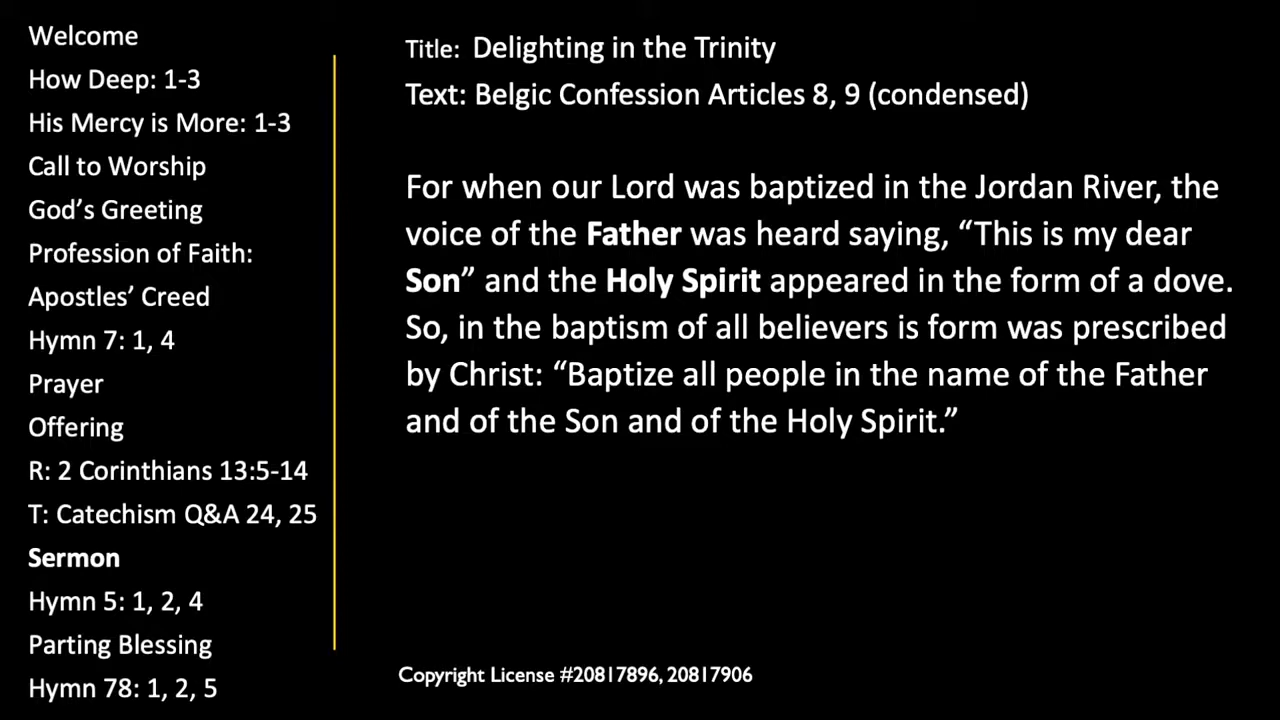 Welcome
How Deep: 1-3
His Mercy is More: 1-3
Call to Worship
God’s Greeting
Profession of Faith:
Apostles’ Creed
Hymn 7: 1, 4
Prayer
Offering
R: 2 Corinthians 13:5-14
T: Catechism Q&A 24, 25
Sermon
Hymn 5: 1, 2, 4
Parting Blessing
Hymn 78: 1, 2, 5
Title: Delighting in the Trinity
Text: Belgic Confession Articles 8, 9 (condensed)
For when our Lord was baptized in the Jordan River, the
voice of the Father was heard saying, “This is my dear
Son” and the Holy Spirit appeared in the form of a dove.
So, in the baptism of all believers is form was prescribed
by Christ: “Baptize all people in the name of the Father
and of the Son and of the Holy Spirit.”
Copyright License #20817896, 20817906